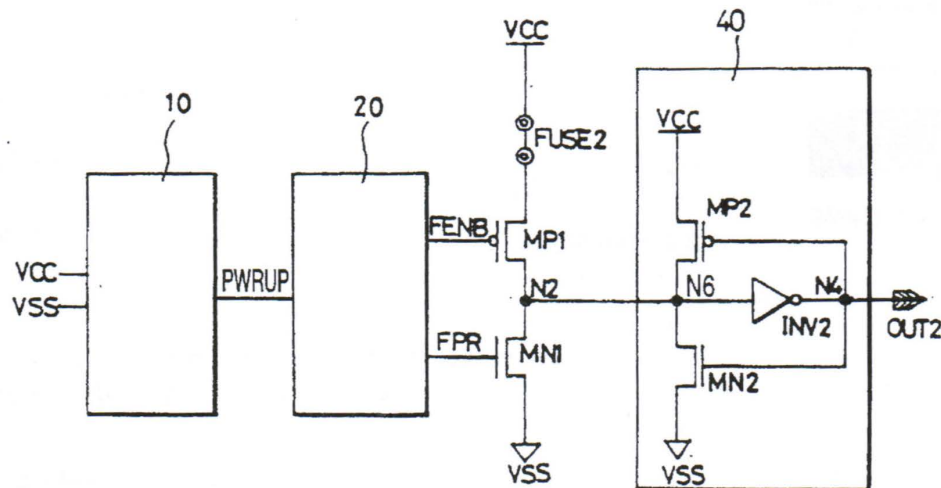 VCC
40
10
20
FUSE2
VCC
MP2
FENB
MP1
VCC
PWRUP
N2
N6
N4
VSS
INV2
OUT2
FPR
MN1
MN2
VSS
VSS